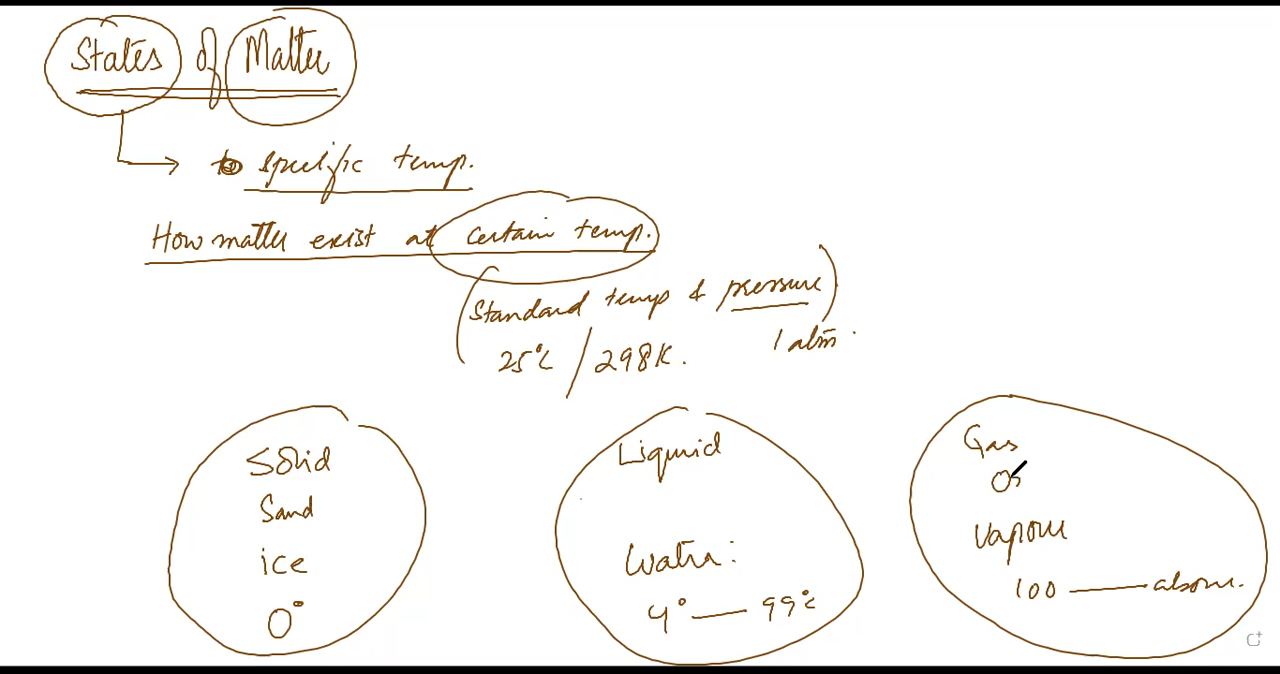 States of Matter
specific temp.
How matter exist at certain temp.
(Standard temp & pressure)
25°C / 298K. 1 atm.
Solid
Sand
ice
0°
Liquid
Water:
4° — 99°C
Gas
Vapour
100 — above.